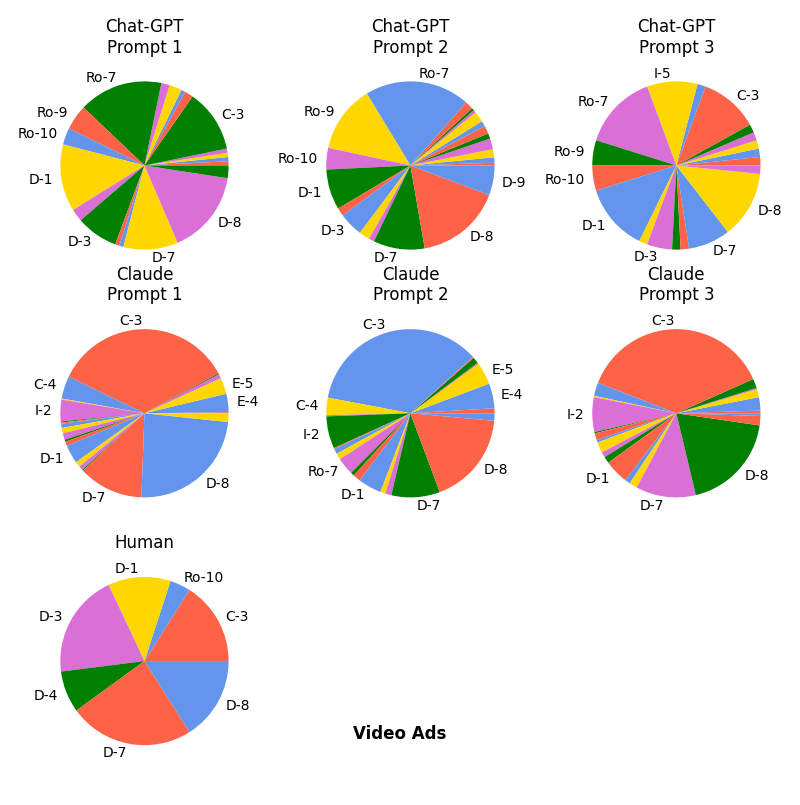 Chat-GPT
Prompt 1
Ro-7
C-3
Ro-9
Ro-10
D-1
D-3
D-7
D-8
Chat-GPT
Prompt 2
Ro-7
Ro-9
Ro-10
D-1
D-3
D-7
D-8
D-9
Chat-GPT
Prompt 3
I-5
C-3
Ro-7
Ro-9
Ro-10
D-1
D-3
D-7
D-8
Claude
Prompt 1
C-3
C-4
I-2
D-1
D-7
D-8
E-4
E-5
Claude
Prompt 2
C-3
C-4
I-2
Ro-7
D-1
D-7
D-8
E-4
E-5
Claude
Prompt 3
C-3
I-2
D-1
D-7
D-8
Human
D-1
Ro-10
C-3
D-3
D-4
D-7
D-8
Video Ads